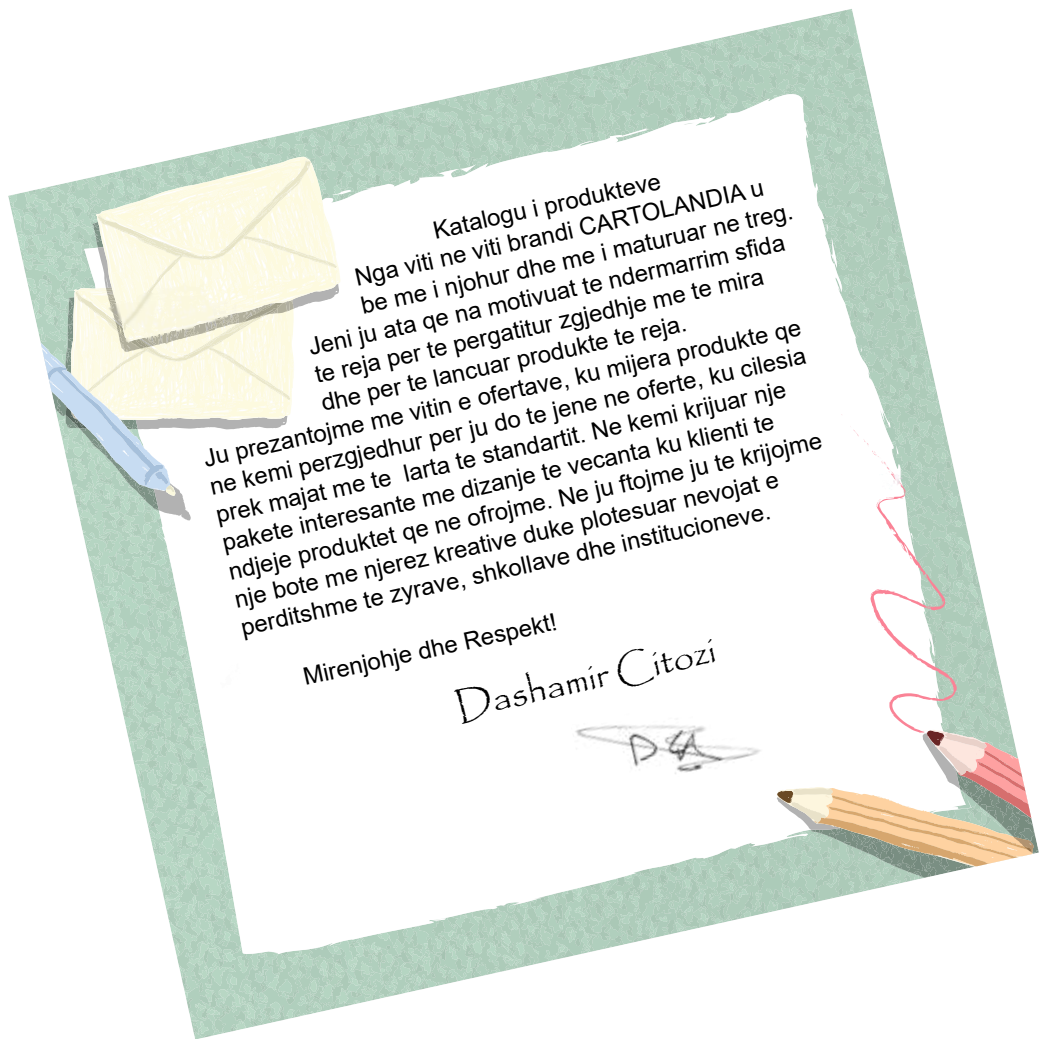 Katalogu i produkteve
Nga viti ne viti brandi CARTOLANDIA u
be me i njohur dhe me i maturuar ne treg.
Jeni ju ata qe na motivuat te ndermarrim sfida
te reja per te pergatitur zgjedhje me te mira
dhe per te lancuar produkte te reja.
Ju prezantojme me vitin e ofertave, ku mijera produkte qe
ne kemi perzgjedhur per ju do te jene ne oferte, ku cilesia
prek majat me te larta te standartit. Ne kemi krijuar nje
pakete interesante me dizanje te vecanta ku klienti te
ndjeje produktet qe ne ofrojme. Ne ju ftojme ju te krijojme
nje bote me njerez kreative duke plotesuar nevojat e
perditshme te zyrave, shkollave dhe institucioneve.
Mirenjohje dhe Respekt!
Dashamir Citozi